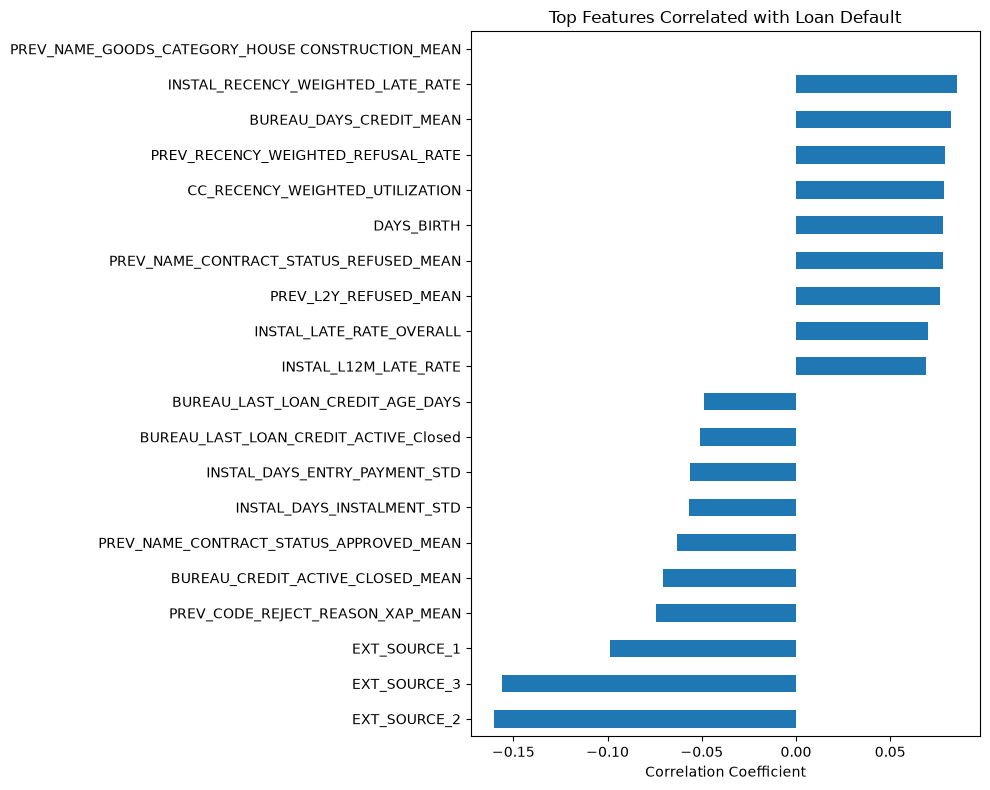 Top Features Correlated with Loan Default
PREV_NAME_GOODS_CATEGORY_HOUSE CONSTRUCTION_MEAN
INSTAL_RECENCY_WEIGHTED_LATE_RATE
BUREAU_DAYS_CREDIT_MEAN
PREV_RECENCY_WEIGHTED_REFUSAL_RATE
CC_RECENCY_WEIGHTED_UTILIZATION
DAYS_BIRTH
PREV_NAME_CONTRACT_STATUS_REFUSED_MEAN
PREV_L2Y_REFUSED_MEAN
INSTAL_LATE_RATE_OVERALL
INSTAL_L12M_LATE_RATE
BUREAU_LAST_LOAN_CREDIT_AGE_DAYS
BUREAU_LAST_LOAN_CREDIT_ACTIVE_Closed
INSTAL_DAYS_ENTRY_PAYMENT_STD
INSTAL_DAYS_INSTALMENT_STD
PREV_NAME_CONTRACT_STATUS_APPROVED_MEAN
BUREAU_CREDIT_ACTIVE_CLOSED_MEAN
PREV_CODE_REJECT_REASON_XAP_MEAN
EXT_SOURCE_1
EXT_SOURCE_3
EXT_SOURCE_2
−0.15 −0.10 −0.05 0.00 0.05
Correlation Coefficient